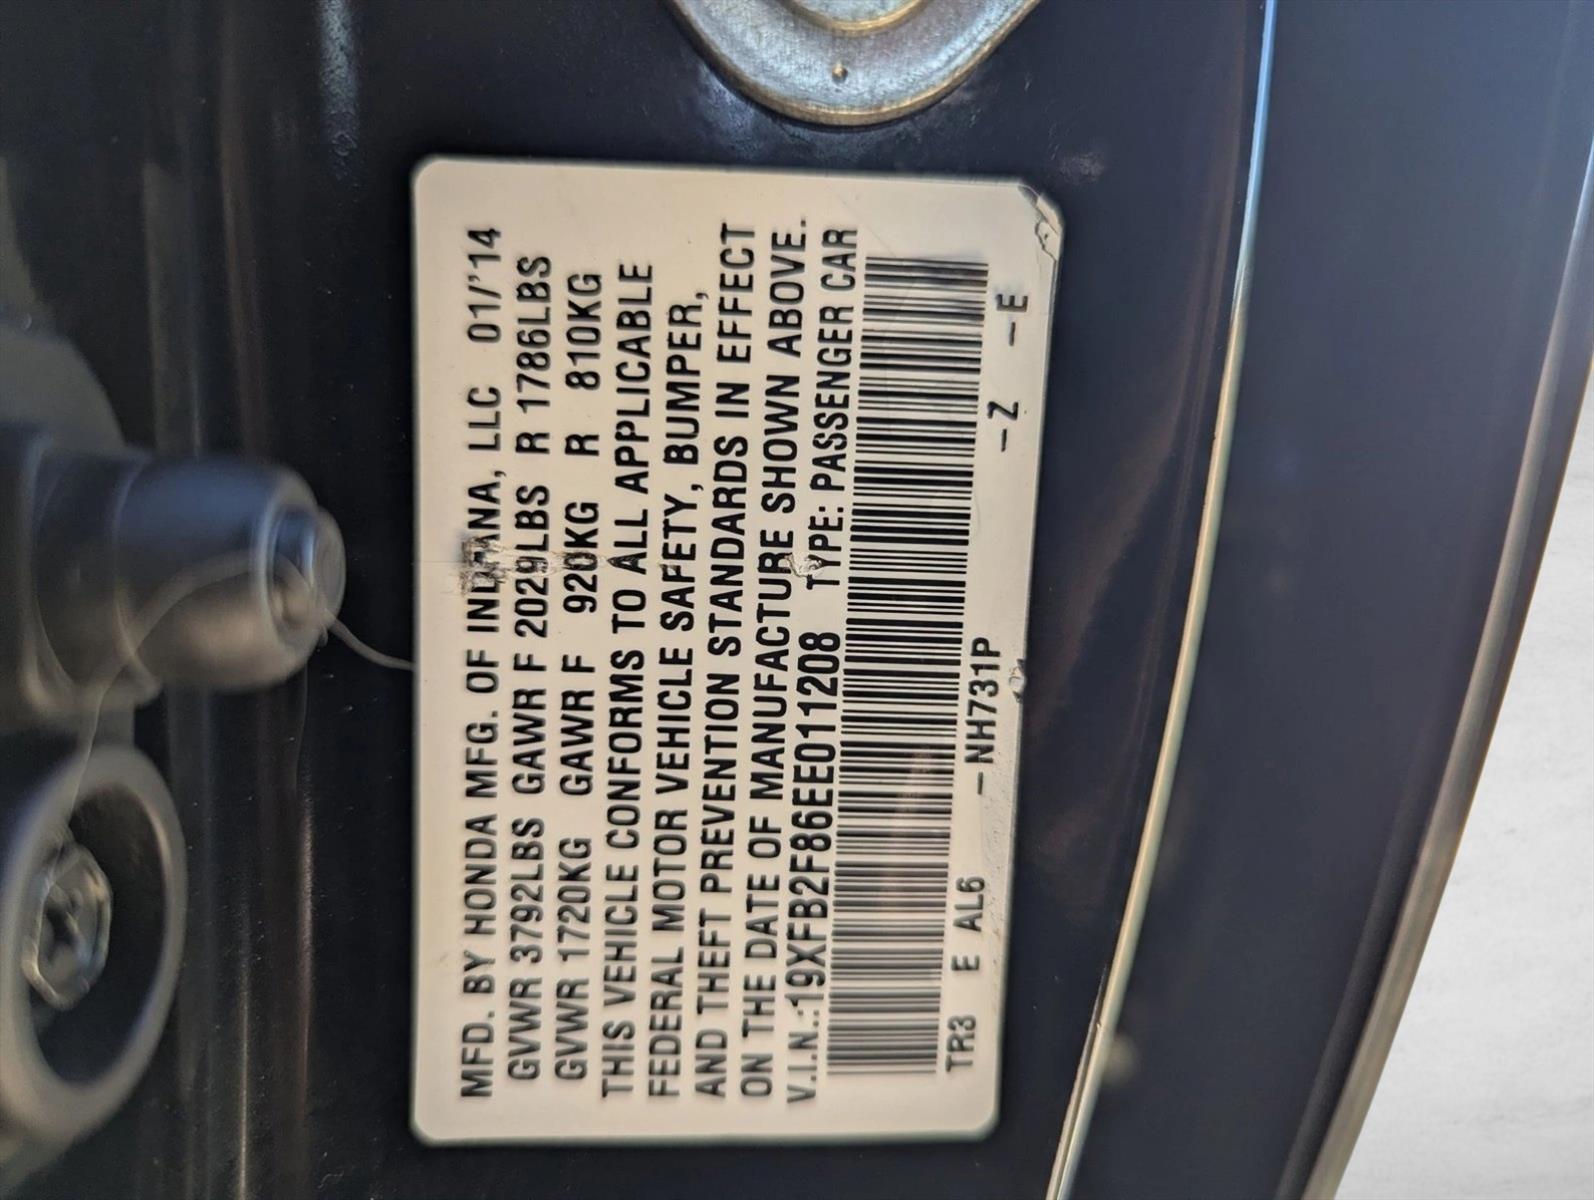 MFD. BY HONDA MFG. OF INDIANA, LLC 01/'14
GVWR 3792LBS GAWR F 2029LBS R 1786LBS
GVWR 1720KG GAWR F 920KG R 810KG
THIS VEHICLE CONFORMS TO ALL APPLICABLE
FEDERAL MOTOR VEHICLE SAFETY, BUMPER,
AND THEFT PREVENTION STANDARDS IN EFFECT
ON THE DATE OF MANUFACTURE SHOWN ABOVE.
V.I.N.:19XFB2F86EE011208 TYPE: PASSENGER CAR
TR3 E AL6 -NH731P -Z -E